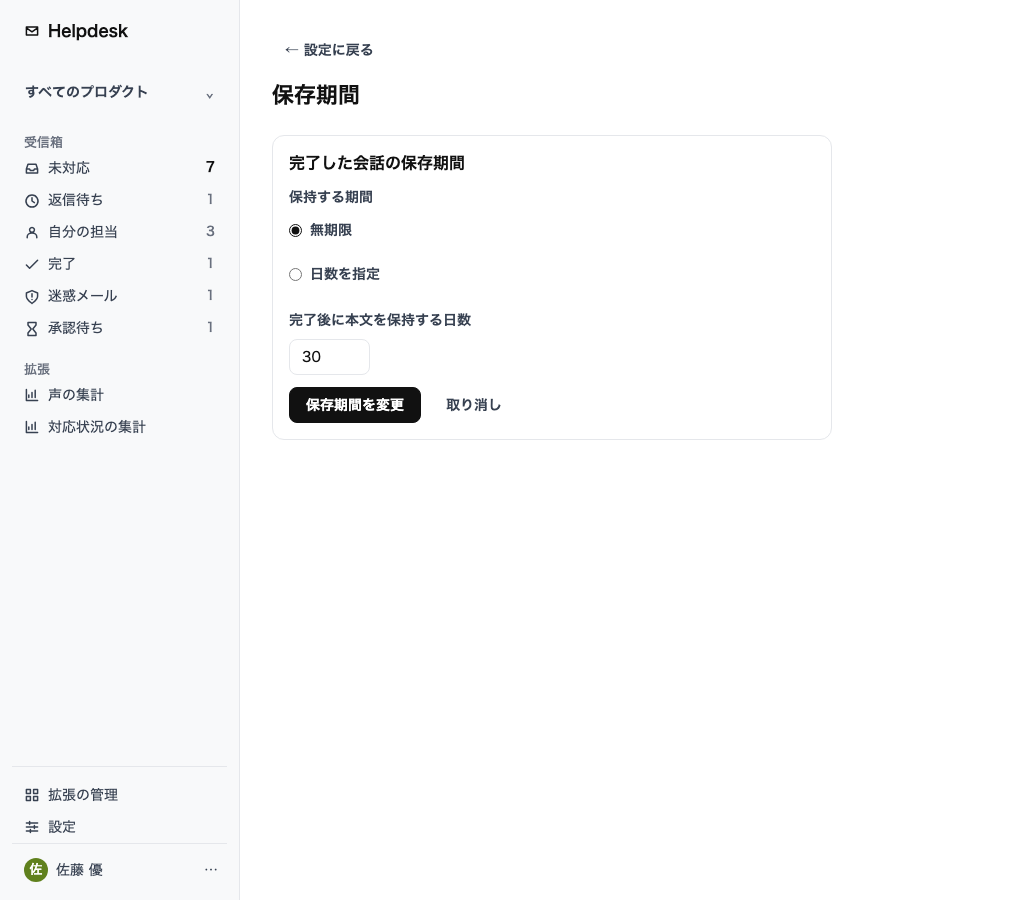 Helpdesk
すべてのプロダクト
受信箱
未対応 7
返信待ち 1
自分の担当 3
完了 1
迷惑メール 1
承認待ち 1
拡張
声の集計
対応状況の集計
拡張の管理
設定
佐 佐藤 優 ···
← 設定に戻る
保存期間
完了した会話の保存期間
保持する期間
無期限
日数を指定
完了後に本文を保持する日数
30
保存期間を変更 取り消し